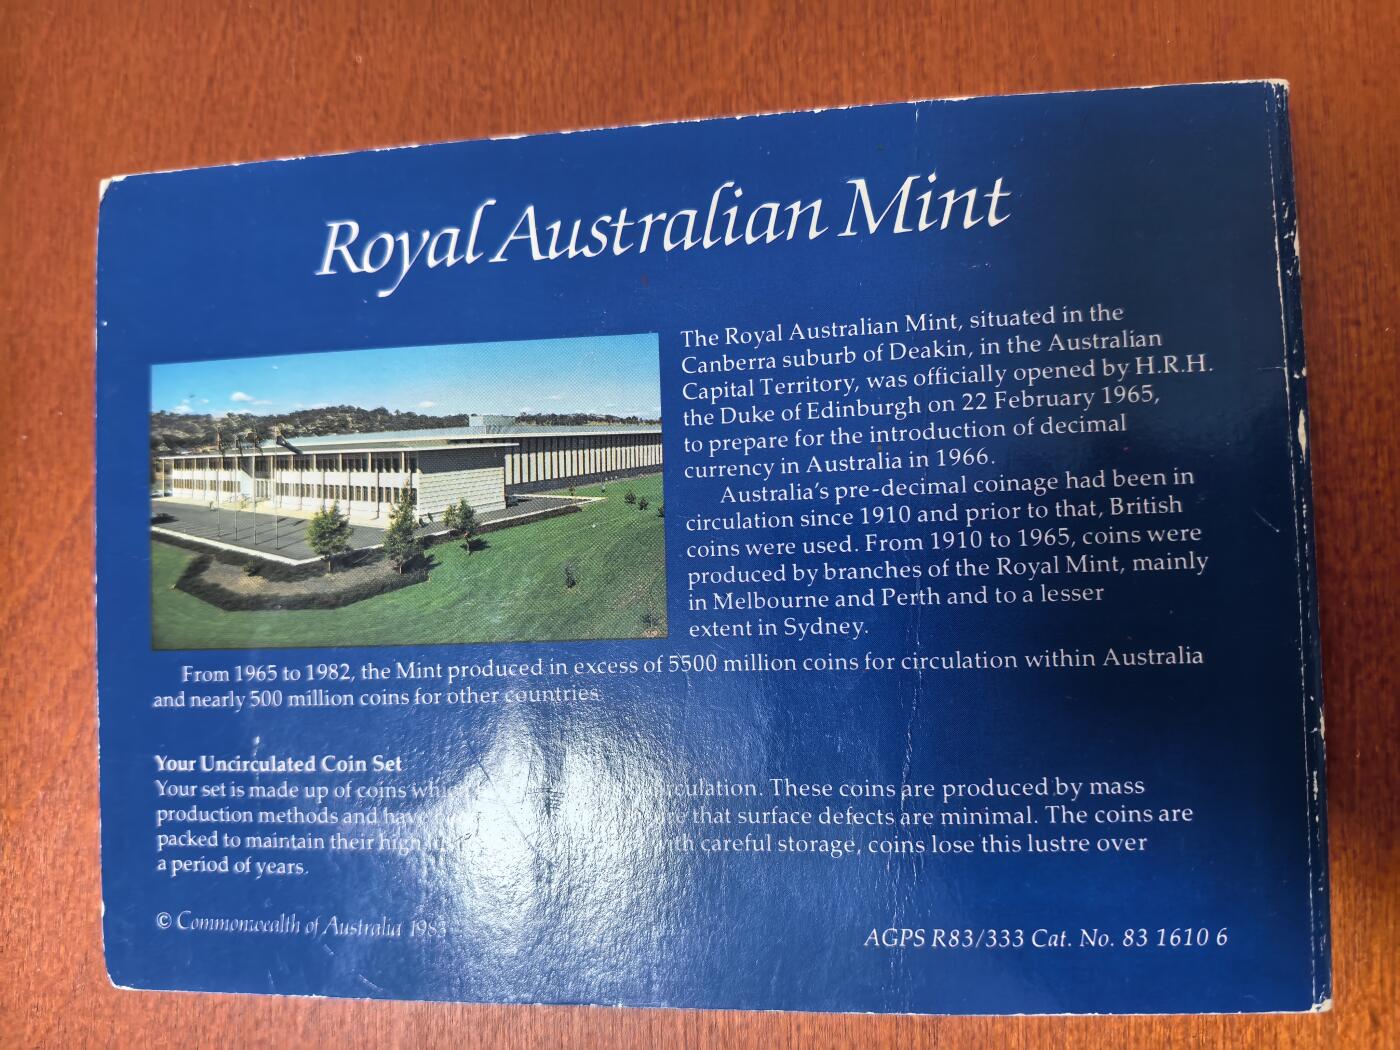 Royal Australian Mint
The Royal Australian Mint, situated in the
Canberra suburb of Deakin, in the Australian
Capital Territory, was officially opened by H.R.H.
the Duke of Edinburgh on 22 February 1965,
to prepare for the introduction of decimal
currency in Australia in 1966.
Australia's pre-decimal coinage had been in
circulation since 1910 and prior to that, British
coins were used. From 1910 to 1965, coins were
produced by branches of the Royal Mint, mainly
in Melbourne and Perth and to a lesser
extent in Sydney.
From 1965 to 1982, the Mint produced in excess of 5500 million coins for circulation within Australia
and nearly 500 million coins for other countries.
Your Uncirculated Coin Set
Your set is made up of coins which circulation. These coins are produced by mass
production methods and have that surface defects are minimal. The coins are
packed to maintain their high careful storage, coins lose this lustre over
a period of years.
© Commonwealth of Australia 1983
AGPS R83/333 Cat. No. 83 1610 6